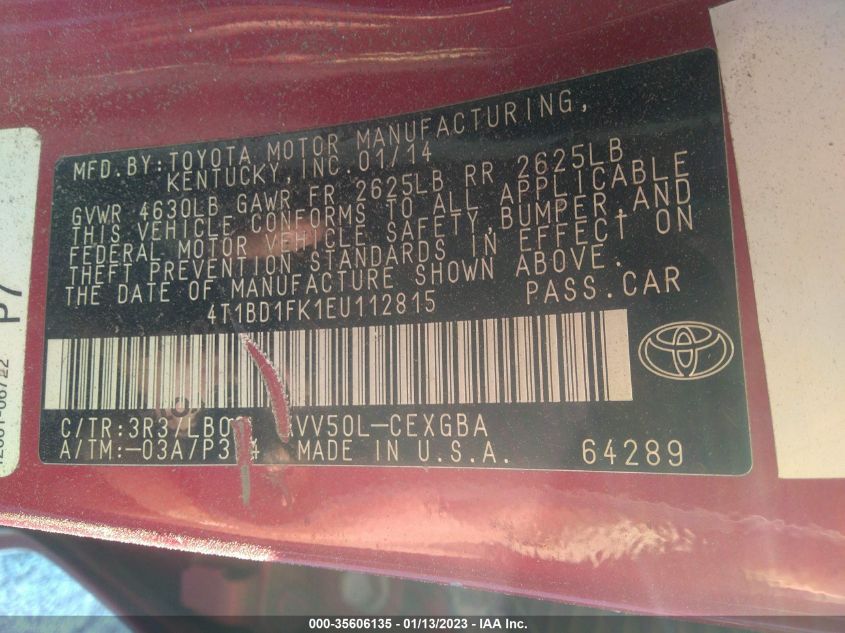 MFD.BY: TOYOTA MOTOR MANUFACTURING,
KENTUCKY, INC. 01/14
GVWR 4630LB GAWR FR 2625LB RR 2625LB
THIS VEHICLE CONFORMS TO ALL APPLICABLE
FEDERAL MOTOR VEHICLE SAFETY, BUMPER, AND
THEFT PREVENTION STANDARDS IN EFFECT ON
THE DATE OF MANUFACTURE SHOWN ABOVE.
4T1BD1FK1EU112815 PASS.CAR
C/TR:3R3/LB VV50L-CEXGBA
A/TM:-03A/P3 4 MADE IN U.S.A. 64289
P7
000-35606135 - 01/13/2023 - IAA Inc.